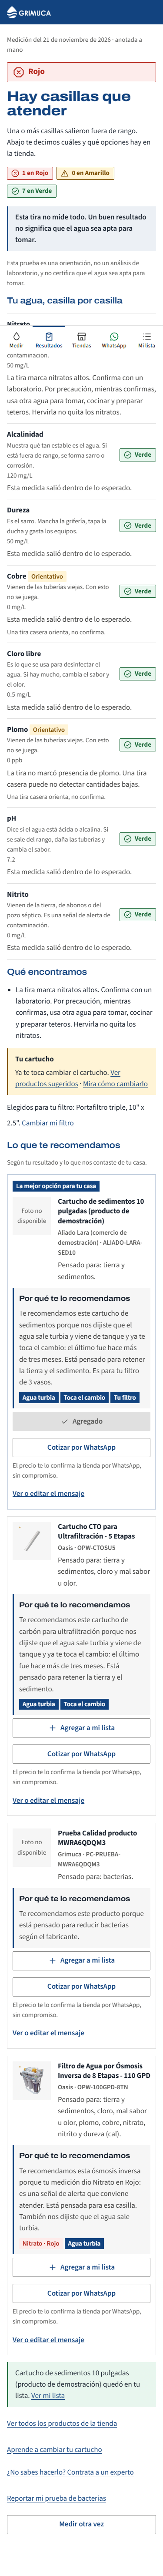 GRIMUCA
Medición del 21 de noviembre de 2026 · anotada a
mano
Rojo
Hay casillas que
atender
Una o más casillas salieron fuera de rango.
Abajo te decimos cuáles y qué opciones hay en
la tienda.
1 en Rojo
0 en Amarillo
7 en Verde
Esta tira no mide todo. Un buen resultado
no significa que el agua sea apta para
tomar.
Esta prueba es una orientación, no un análisis de
laboratorio, y no certifica que el agua sea apta para
tomar.
Tu agua, casilla por casilla
Nitrato
Medir
Resultados
Tiendas
WhatsApp
Mi lista
contaminación.
50 mg/L
La tira marca nitratos altos. Confirma con un
laboratorio. Por precaución, mientras confirmas,
usa otra agua para tomar, cocinar y preparar
teteros. Hervirla no quita los nitratos.
Alcalinidad
Muestra qué tan estable es el agua. Si
está fuera de rango, se forma sarro o
corrosión.
120 mg/L
Verde
Esta medida salió dentro de lo esperado.
Dureza
Es el sarro. Mancha la grifería, tapa la
ducha y gasta los equipos.
50 mg/L
Verde
Esta medida salió dentro de lo esperado.
Cobre Orientativo
Vienen de las tuberías viejas. Con esto
no se juega.
0 mg/L
Verde
Esta medida salió dentro de lo esperado.
Una tira casera orienta, no confirma.
Cloro libre
Es lo que se usa para desinfectar el
agua. Si hay mucho, cambia el sabor y
el olor.
0.5 mg/L
Verde
Esta medida salió dentro de lo esperado.
Plomo Orientativo
Vienen de las tuberías viejas. Con esto
no se juega.
0 ppb
Verde
La tira no marcó presencia de plomo. Una tira
casera puede no detectar cantidades bajas.
Una tira casera orienta, no confirma.
pH
Dice si el agua está ácida o alcalina. Si
se sale del rango, daña las tuberías y
cambia el sabor.
7.2
Verde
Esta medida salió dentro de lo esperado.
Nitrito
Vienen de la tierra, de abonos o del
pozo séptico. Es una señal de alerta de
contaminación.
0 mg/L
Verde
Esta medida salió dentro de lo esperado.
Qué encontramos
• La tira marca nitratos altos. Confirma con un
laboratorio. Por precaución, mientras
confirmas, usa otra agua para tomar, cocinar
y preparar teteros. Hervirla no quita los
nitratos.
Tu cartucho
Ya te toca cambiar el cartucho. Ver
productos sugeridos · Mira cómo cambiarlo
Elegidos para tu filtro: Portafiltro triple, 10" x
2.5". Cambiar mi filtro
Lo que te recomendamos
Según tu resultado y lo que nos contaste de tu casa.
La mejor opción para tu casa
Foto no
disponible
Cartucho de sedimentos 10
pulgadas (producto de
demostración)
Aliado Lara (comercio de
demostración) · ALIADO-LARA-
SED10
Pensado para: tierra y
sedimentos.
Por qué te lo recomendamos
Te recomendamos este cartucho de
sedimentos porque nos dijiste que el
agua sale turbia y viene de tanque y ya te
toca el cambio: el último fue hace más
de tres meses. Está pensado para retener
la tierra y el sedimento. Es para tu filtro
de 3 vasos.
Agua turbia
Toca el cambio
Tu filtro
Agregado
Cotizar por WhatsApp
El precio te lo confirma la tienda por WhatsApp,
sin compromiso.
Ver o editar el mensaje
Cartucho CTO para
Ultrafiltración - 5 Etapas
Oasis · OPW-CTO5US
Pensado para: tierra y
sedimentos, cloro y mal sabor
u olor.
Por qué te lo recomendamos
Te recomendamos este cartucho de
carbón para ultrafiltración porque nos
dijiste que el agua sale turbia y viene de
tanque y ya te toca el cambio: el último
fue hace más de tres meses. Está
pensado para retener la tierra y el
sedimento.
Agua turbia
Toca el cambio
Agregar a mi lista
Cotizar por WhatsApp
El precio te lo confirma la tienda por WhatsApp,
sin compromiso.
Ver o editar el mensaje
Foto no
disponible
Prueba Calidad producto
MWRA6QDQM3
Grimuca · PC-PRUEBA-
MWRA6QDQM3
Pensado para: bacterias.
Por qué te lo recomendamos
Te recomendamos este producto porque
está pensado para reducir bacterias
según el fabricante.
Agregar a mi lista
Cotizar por WhatsApp
El precio te lo confirma la tienda por WhatsApp,
sin compromiso.
Ver o editar el mensaje
Filtro de Agua por Ósmosis
Inversa de 8 Etapas - 110 GPD
Oasis · OPW-100GPD-8TN
Pensado para: tierra y
sedimentos, cloro, mal sabor
u olor, plomo, cobre, nitrato,
nitrito y dureza (cal).
Por qué te lo recomendamos
Te recomendamos esta ósmosis inversa
porque tu medición dio Nitrato en Rojo:
es una señal de alerta que conviene
atender. Está pensada para esa casilla.
También nos dijiste que el agua sale
turbia.
Nitrato · Rojo
Agua turbia
Agregar a mi lista
Cotizar por WhatsApp
El precio te lo confirma la tienda por WhatsApp,
sin compromiso.
Ver o editar el mensaje
Cartucho de sedimentos 10 pulgadas
(producto de demostración) quedó en tu
lista. Ver mi lista
Ver todos los productos de la tienda
Aprende a cambiar tu cartucho
¿No sabes hacerlo? Contrata a un experto
Reportar mi prueba de bacterias
Medir otra vez